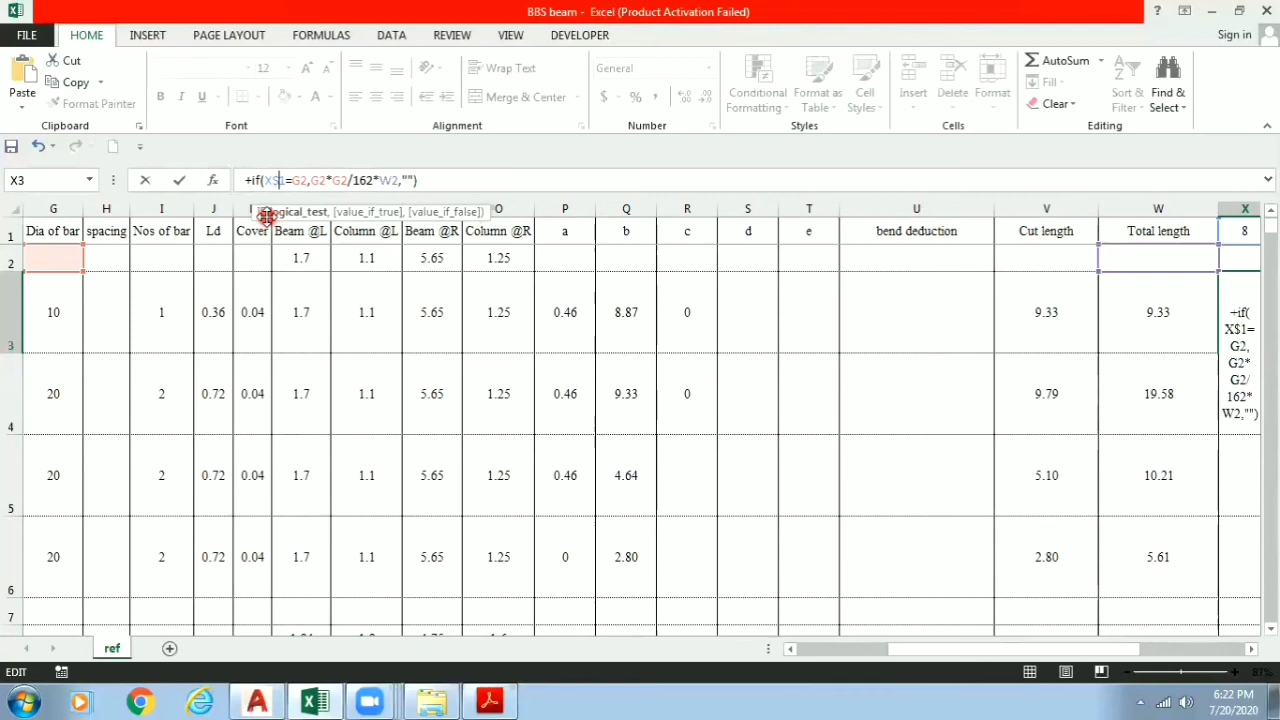 BBS beam - Excel (Product Activation Failed)
FILE HOME INSERT PAGE LAYOUT FORMULAS DATA REVIEW VIEW DEVELOPER Sign in
Paste
Cut
Copy
Format Painter
12
Wrap Text
Merge & Center
General
Conditional Formatting
Format as Table
Cell Styles
Insert Delete Format
AutoSum
Fill
Clear
Sort & Filter
Find & Select
Clipboard Font Alignment Number Styles Cells Editing
X3 fx +if(X$1=G2,G2*G2/162*W2,"")
logical_test, [value_if_true], [value_if_false])
G H I J O P Q R S T U V W X
1 Dia of bar spacing Nos of bar Ld Cover Beam @L Column @L Beam @R Column @R a b c d e bend deduction Cut length Total length 8
2 1.7 1.1 5.65 1.25
3 10 1 0.36 0.04 1.7 1.1 5.65 1.25 0.46 8.87 0 9.33 9.33
+if(
X$1=
G2,
G2*
G2/
162*
W2,"")
4 20 2 0.72 0.04 1.7 1.1 5.65 1.25 0.46 9.33 0 9.79 19.58
5 20 2 0.72 0.04 1.7 1.1 5.65 1.25 0.46 4.64 5.10 10.21
6 20 2 0.72 0.04 1.7 1.1 5.65 1.25 0 2.80 2.80 5.61
7
ref
EDIT
6:22 PM
7/20/2020